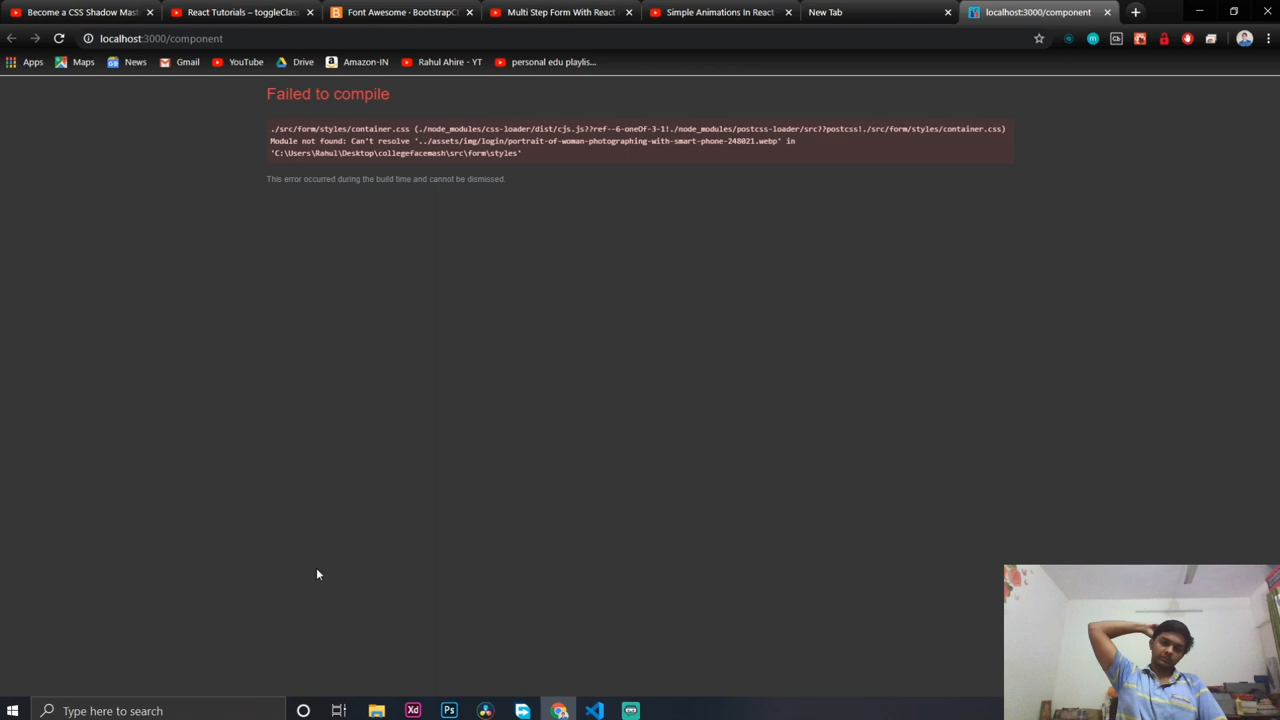 Become a CSS Shadow Mast
React Tutorials – toggleClass
Font Awesome · BootstrapC
Multi Step Form With React
Simple Animations In React
New Tab
localhost:3000/component
localhost:3000/component
Apps
Maps
News
Gmail
YouTube
Drive
Amazon-IN
Rahul Ahire - YT
personal edu playlis...
Failed to compile
./src/form/styles/container.css (./node_modules/css-loader/dist/cjs.js??ref--6-oneOf-3-1!./node_modules/postcss-loader/src??postcss!./src/form/styles/container.css)
Module not found: Can't resolve '../assets/img/login/portrait-of-woman-photographing-with-smart-phone-248021.webp' in
'C:\Users\Rahul\Desktop\collegefacemash\src\form\styles'
This error occurred during the build time and cannot be dismissed.
Type here to search
Xd
Ps